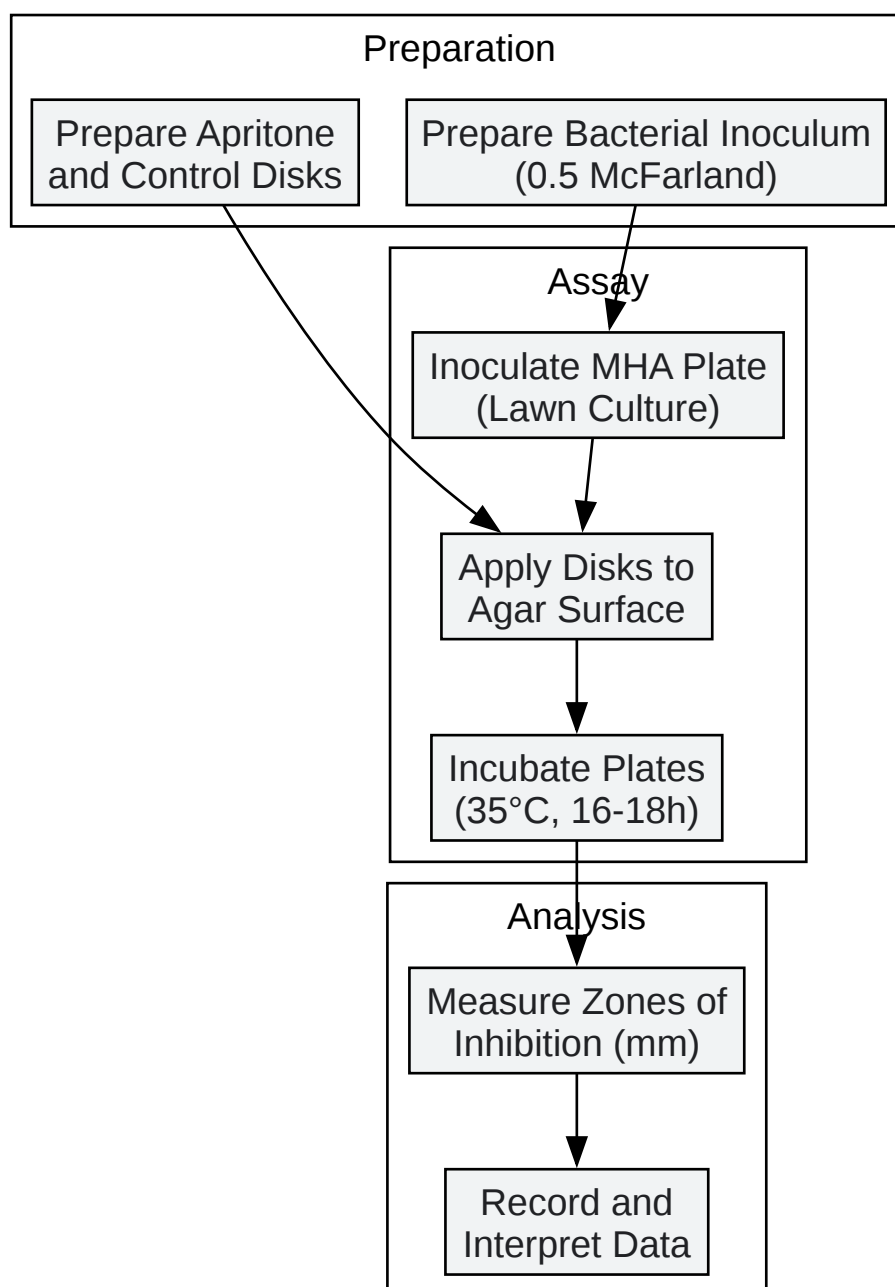 Preparation
Prepare Apritone
and Control Disks
Prepare Bacterial Inoculum
(0.5 McFarland)
Assay
Inoculate MHA Plate
(Lawn Culture)
Apply Disks to
Agar Surface
Incubate Plates
(35°C, 16-18h)
Analysis
Measure Zones of
Inhibition (mm)
Record and
Interpret Data